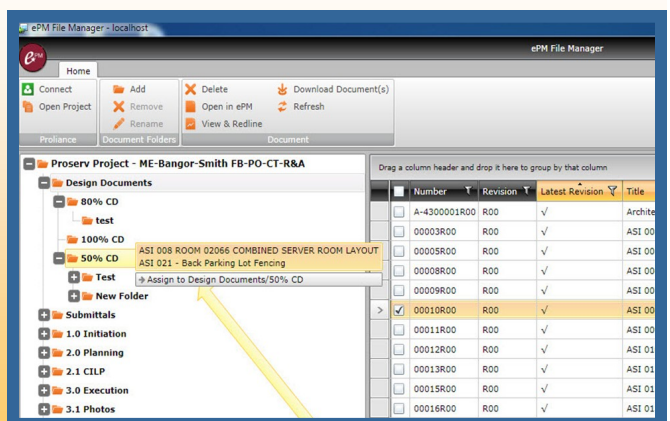 ePM File Manager - localhost
ePM
ePM File Manager
Home
Connect
Open Project
Proliance
Add
Remove
Rename
Document Folders
Delete
Open in ePM
View & Redline
Download Document(s)
Refresh
Document
Proserv Project - ME-Bangor-Smith FB-PO-CT-R&A
Design Documents
80% CD
test
100% CD
50% CD
Test
New Folder
Submittals
1.0 Initiation
2.0 Planning
2.1 CILP
3.0 Execution
3.1 Photos
ASI 008 ROOM 02066 COMBINED SERVER ROOM LAYOUT
ASI 021 - Back Parking Lot Fencing
Assign to Design Documents/50% CD
Drag a column header and drop it here to group by that column
Number Revision Latest Revision Title
A-4300001R00 R00 √ Archite
00003R00 R00 √ ASI 00
00005R00 R00 √ ASI 00
00008R00 R00 √ ASI 00
00009R00 R00 √ ASI 00
00010R00 R00 √ ASI 00
00011R00 R00 √ ASI 00
00012R00 R00 √ ASI 01
00013R00 R00 √ ASI 01
00015R00 R00 √ ASI 01
00016R00 R00 √ ASI 01